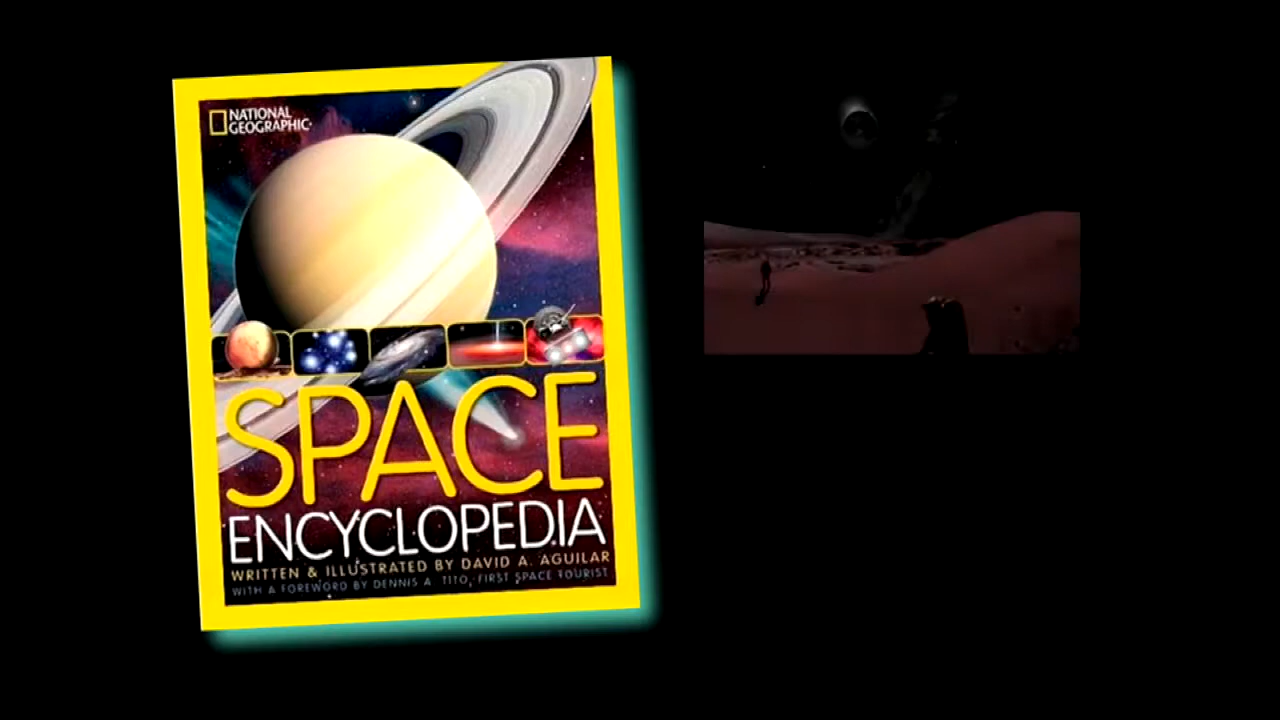 NATIONAL
GEOGRAPHIC
SPACE
ENCYCLOPEDIA
WRITTEN & ILLUSTRATED BY DAVID A. AGUILAR
WITH A FOREWORD BY DENNIS A. TITO, FIRST SPACE TOURIST